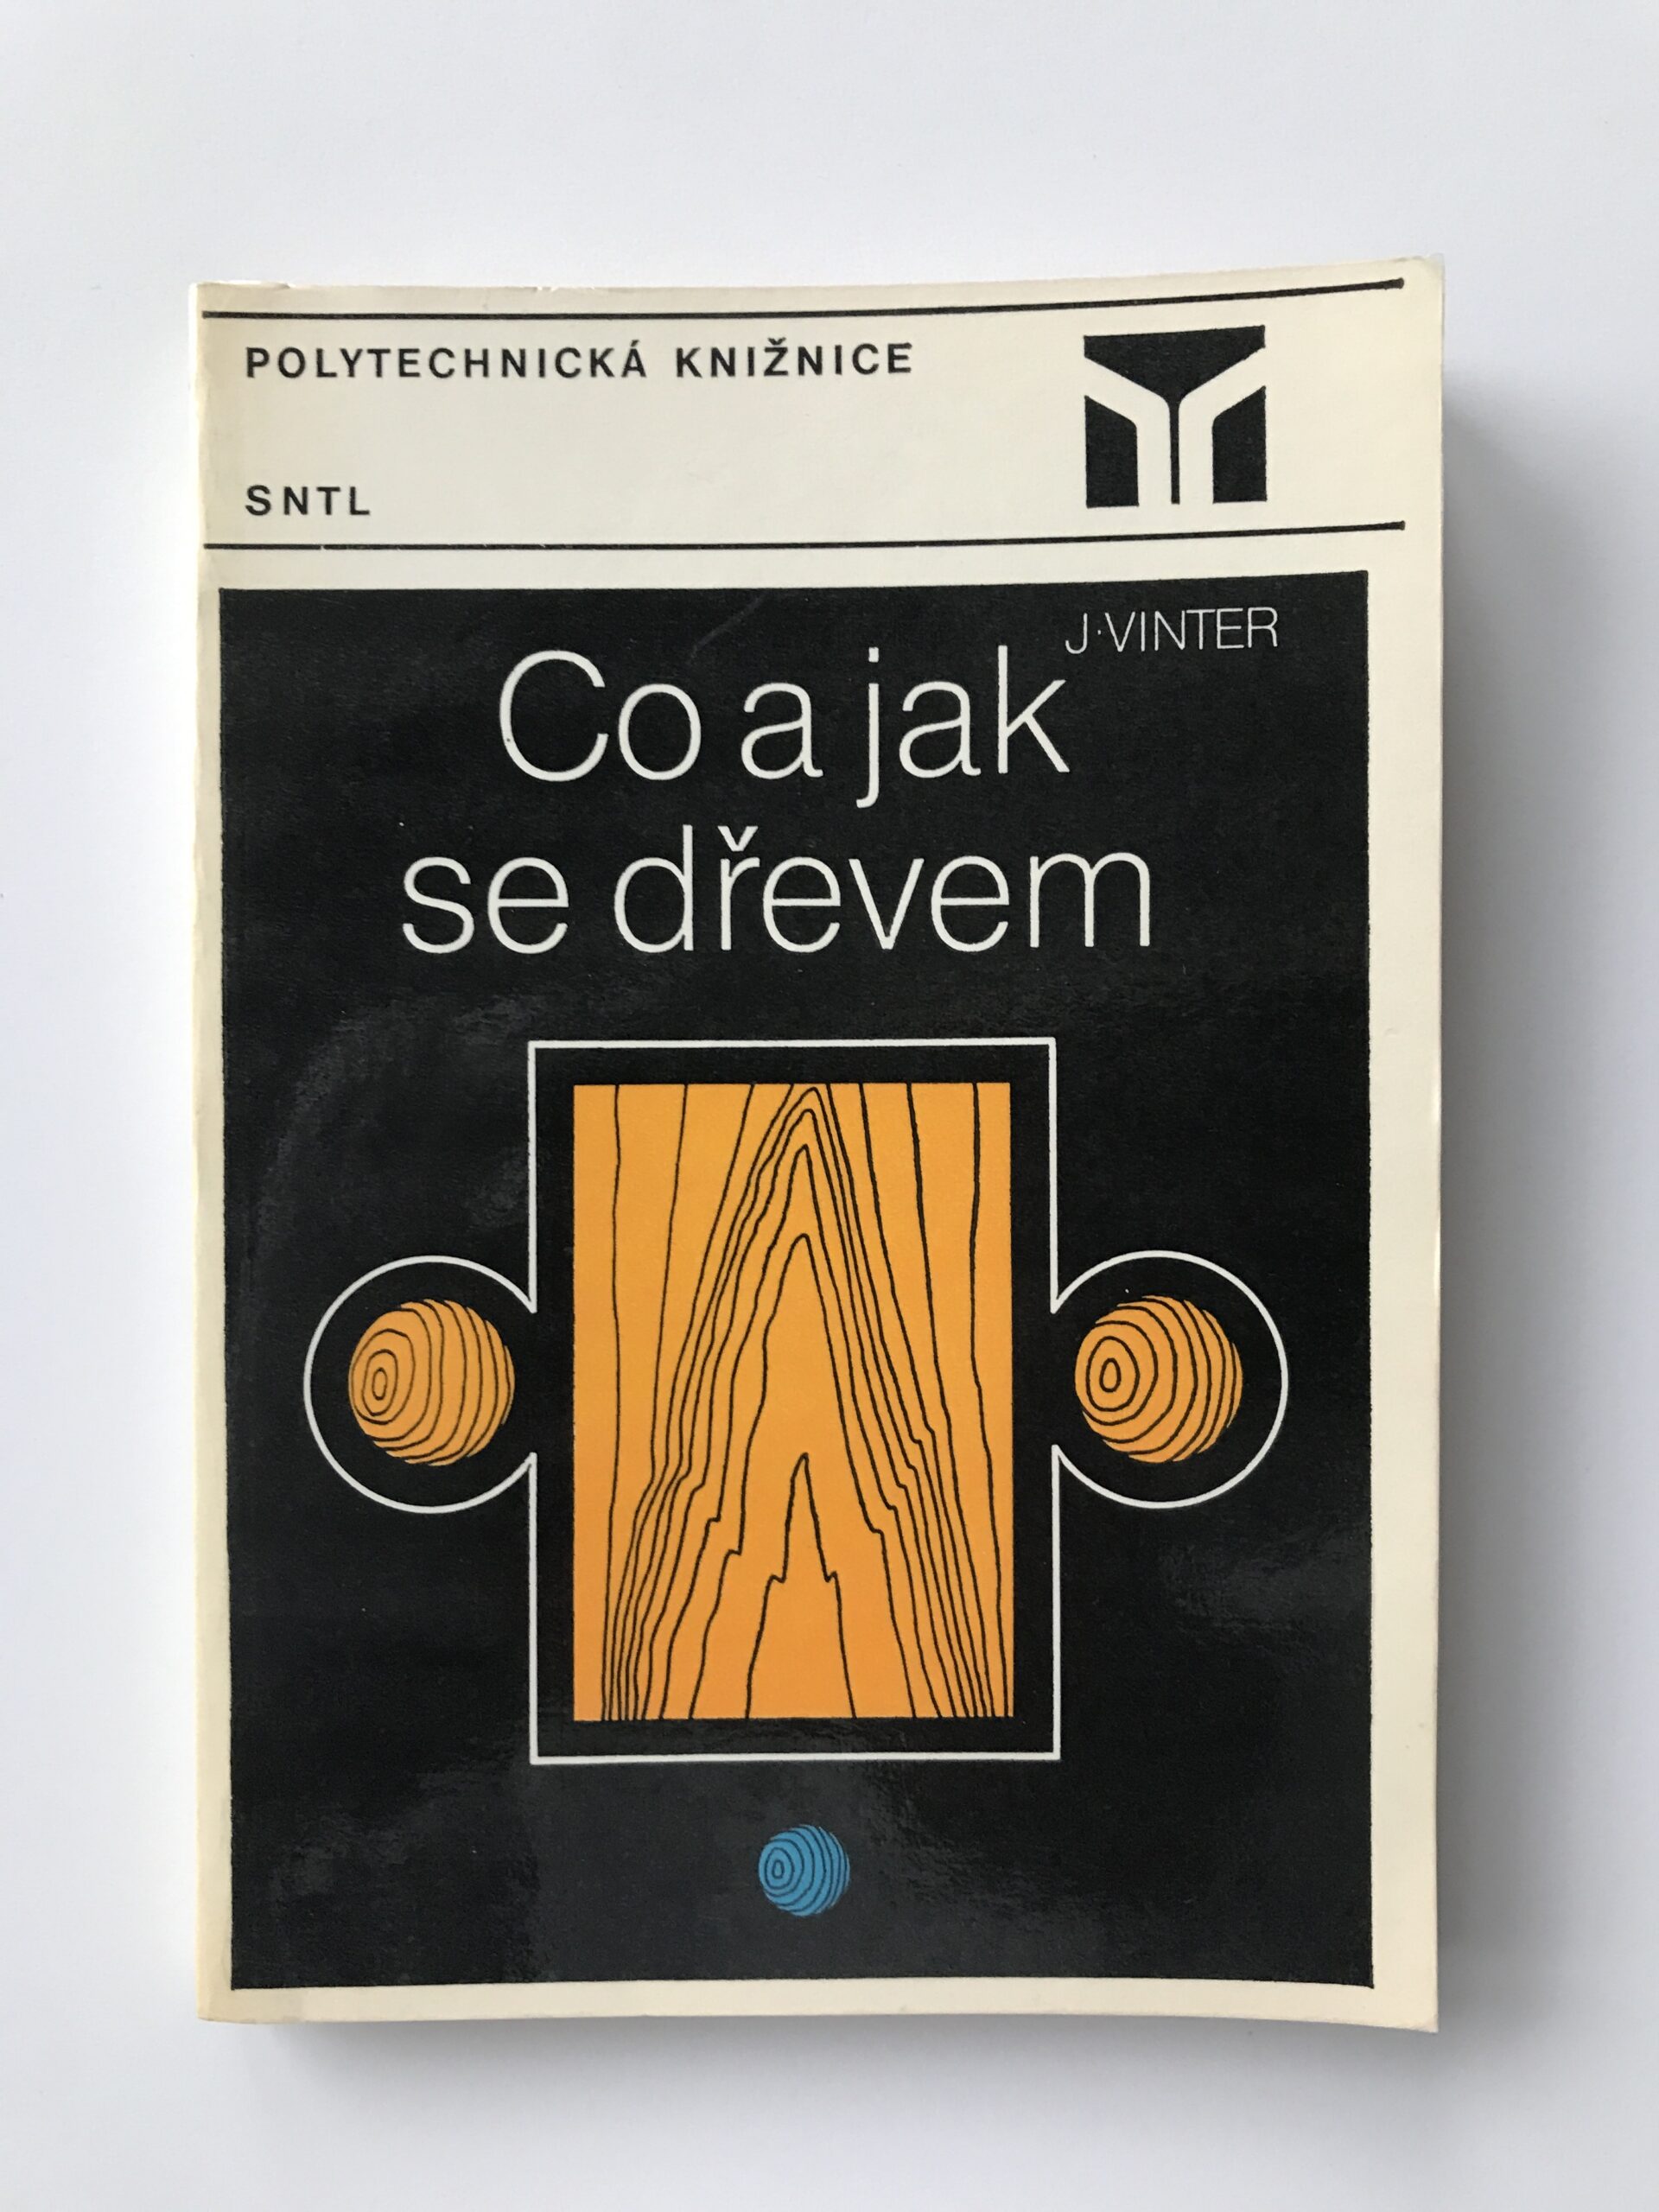 POLYTECHNICKÁ KNIŽNICE
SNTL
J·VINTER
Co a jak
se dřevem